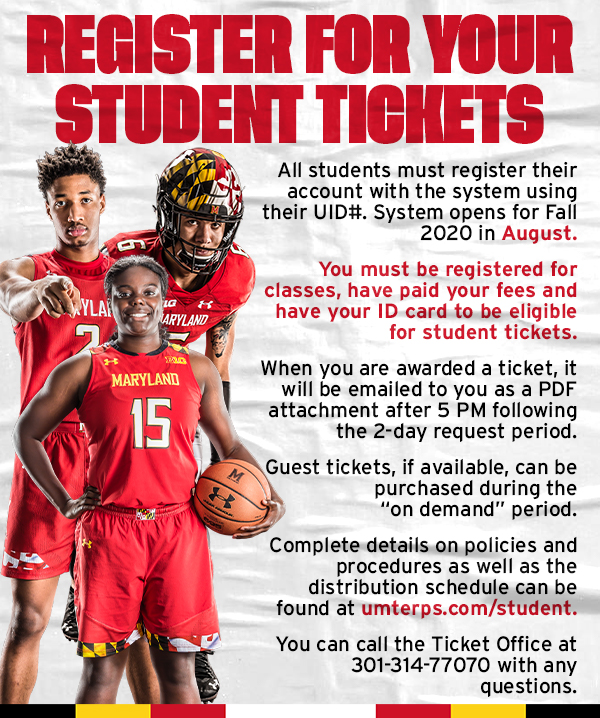 REGISTER FOR YOUR
STUDENT TICKETS
All students must register their
account with the system using
their UID#. System opens for Fall
2020 in August.
You must be registered for
classes, have paid your fees and
have your ID card to be eligible
for student tickets.
When you are awarded a ticket, it
will be emailed to you as a PDF
attachment after 5 PM following
the 2-day request period.
Guest tickets, if available, can be
purchased during the
“on demand” period.
Complete details on policies and
procedures as well as the
distribution schedule can be
found at umterps.com/student.
You can call the Ticket Office at
301-314-77070 with any
questions.
MARYLAND
15
M